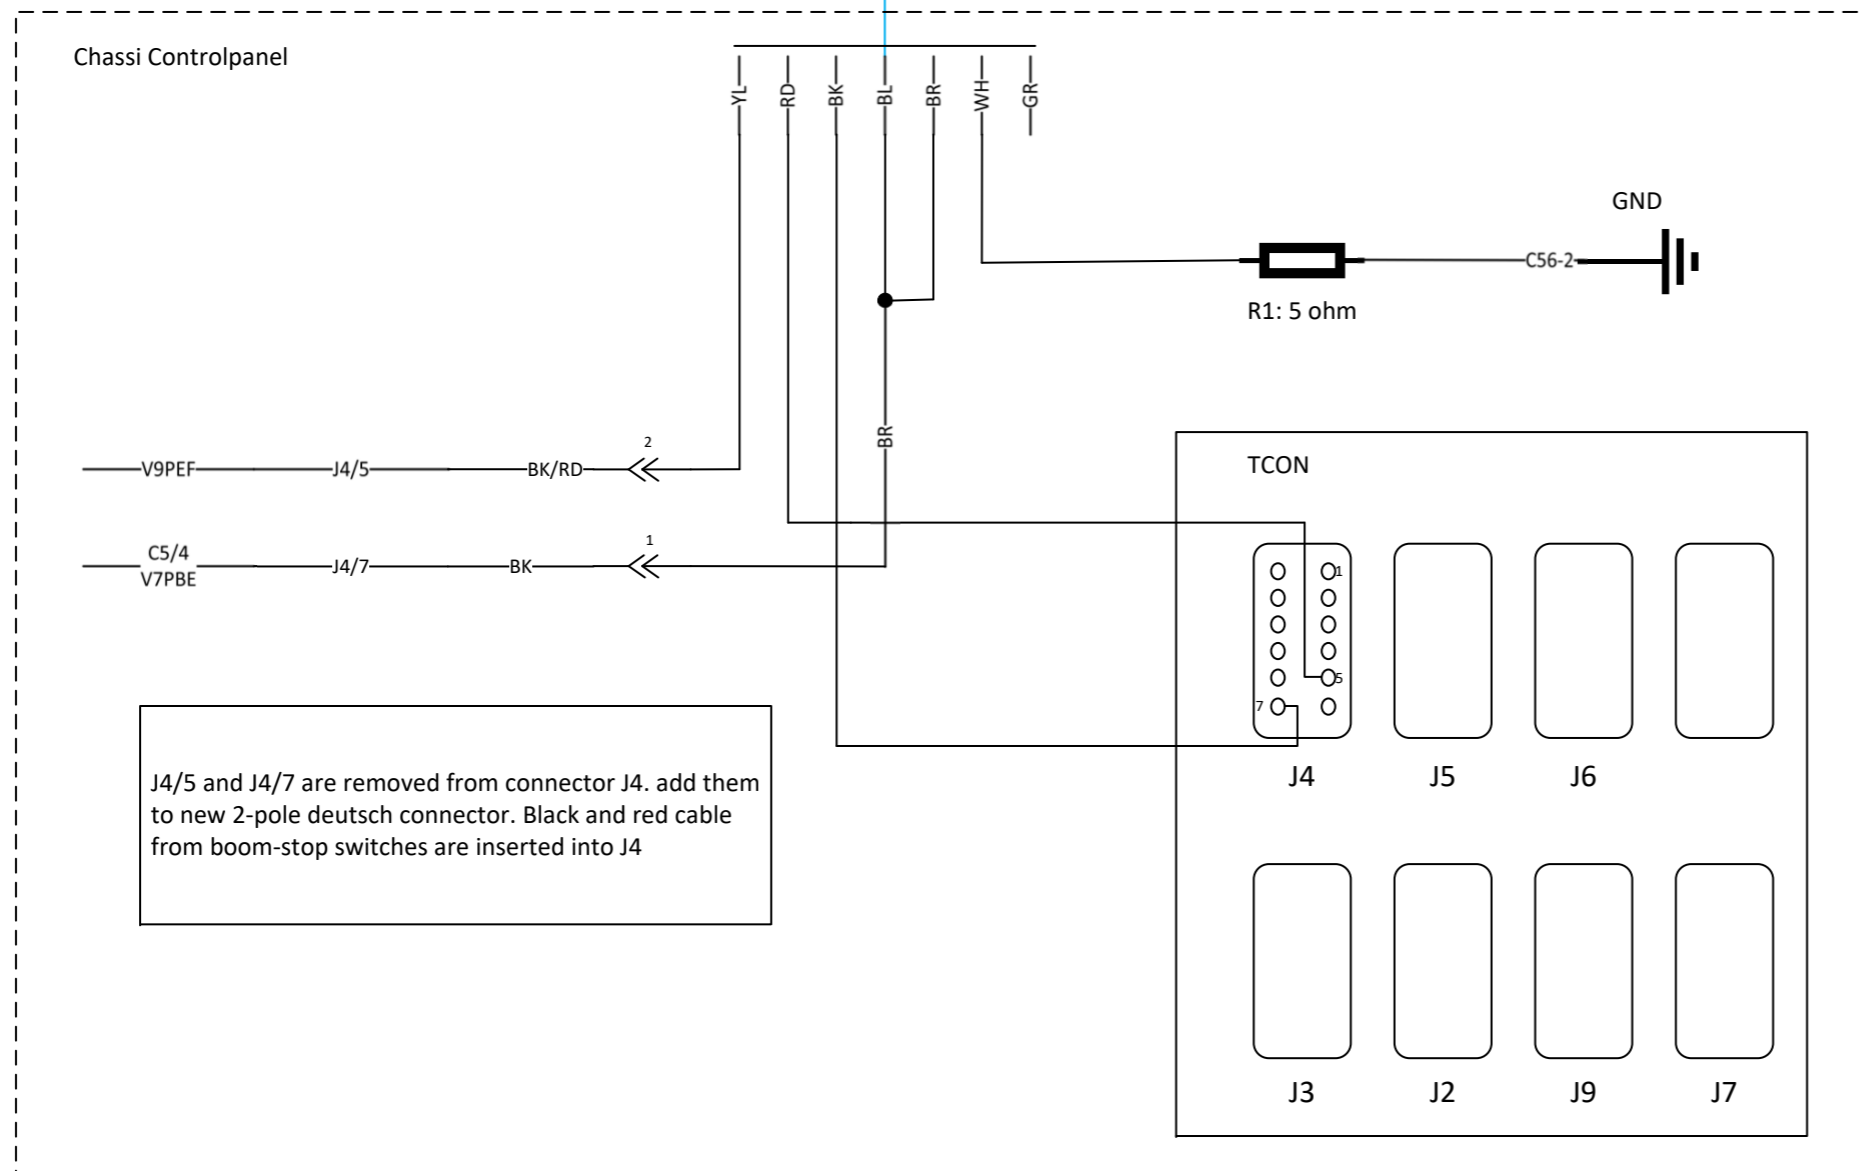 Chassi Controlpanel
YL
RD
BK
BL
BR
WH
GR
GND
C56-2
R1: 5 ohm
BR
2
V9PEF
J4/5
BK/RD
TCON
1
C5/4
V7PBE
J4/7
BK
1
5
7
J4/5 and J4/7 are removed from connector J4. add them
to new 2-pole deutsch connector. Black and red cable
from boom-stop switches are inserted into J4
J4
J5
J6
J3
J2
J9
J7